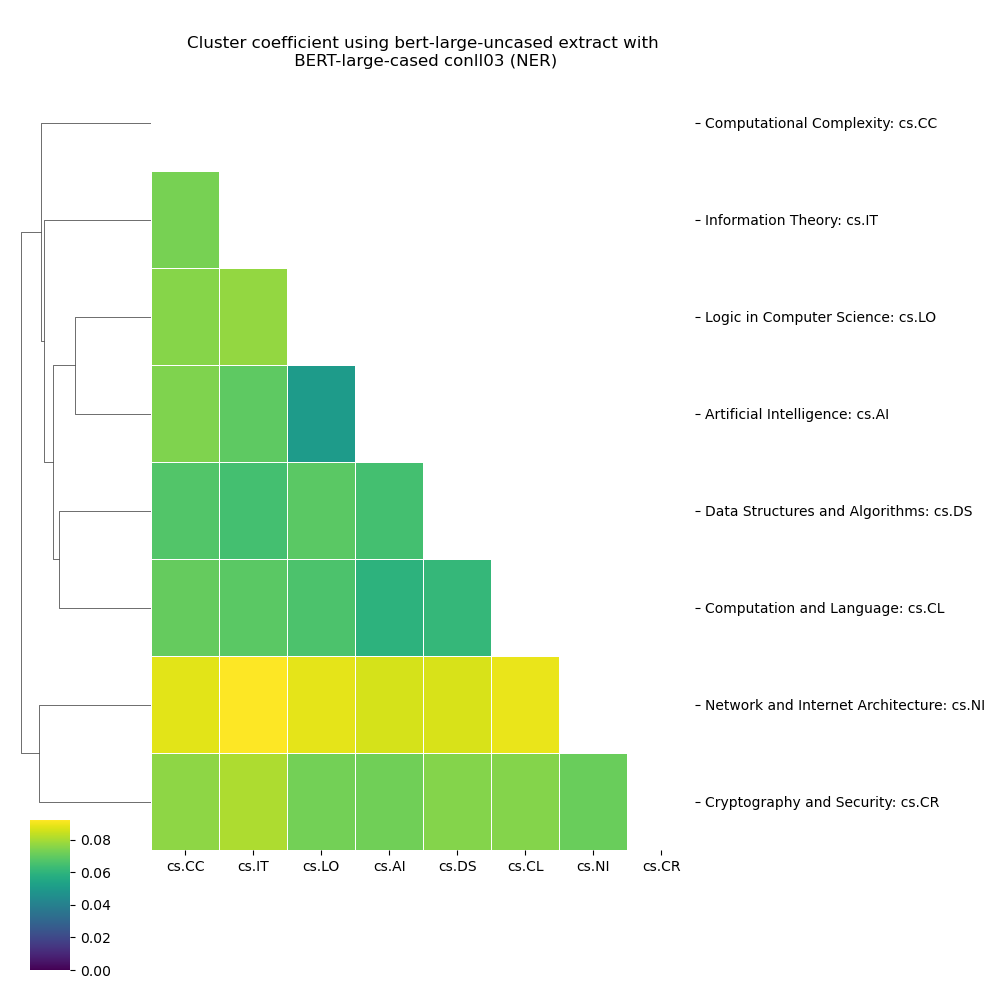 Cluster coefficient using bert-large-uncased extract with
BERT-large-cased conll03 (NER)
Computational Complexity: cs.CC
Information Theory: cs.IT
Logic in Computer Science: cs.LO
Artificial Intelligence: cs.AI
Data Structures and Algorithms: cs.DS
Computation and Language: cs.CL
Network and Internet Architecture: cs.NI
Cryptography and Security: cs.CR
cs.CC cs.IT cs.LO cs.AI cs.DS cs.CL cs.NI cs.CR
0.08
0.06
0.04
0.02
0.00